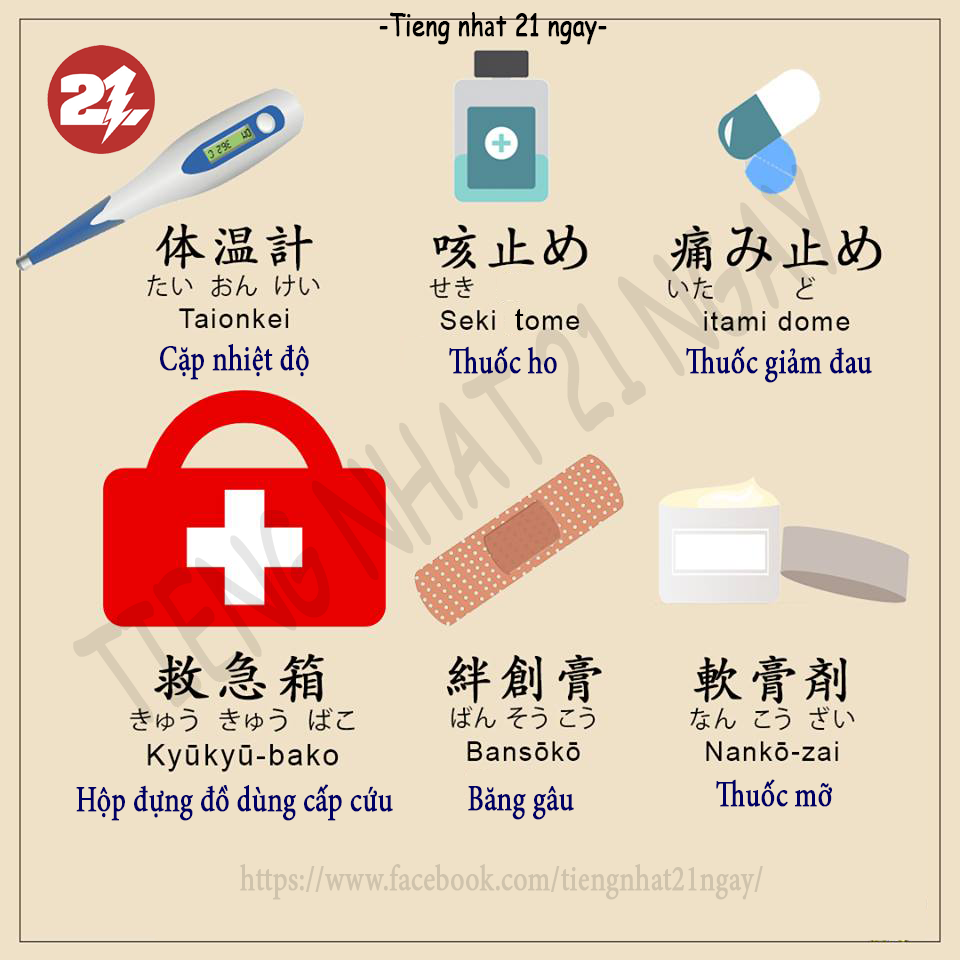 -Tieng nhat 21 ngay-
21
体温計
たい おん けい
Taionkei
Cặp nhiệt độ
咳止め
せき
Seki tome
Thuốc ho
痛み止め
いた ど
itami dome
Thuốc giảm đau
救急箱
きゅう きゅう ばこ
Kyūkyū-bako
Hộp đựng đồ dùng cấp cứu
絆創膏
ばん そう こう
Bansōkō
Băng gâu
軟膏剤
なん こう ざい
Nankō-zai
Thuốc mỡ
TIENG NHAT 21 NGAY
https://www.facebook.com/tiengnhat21ngay/